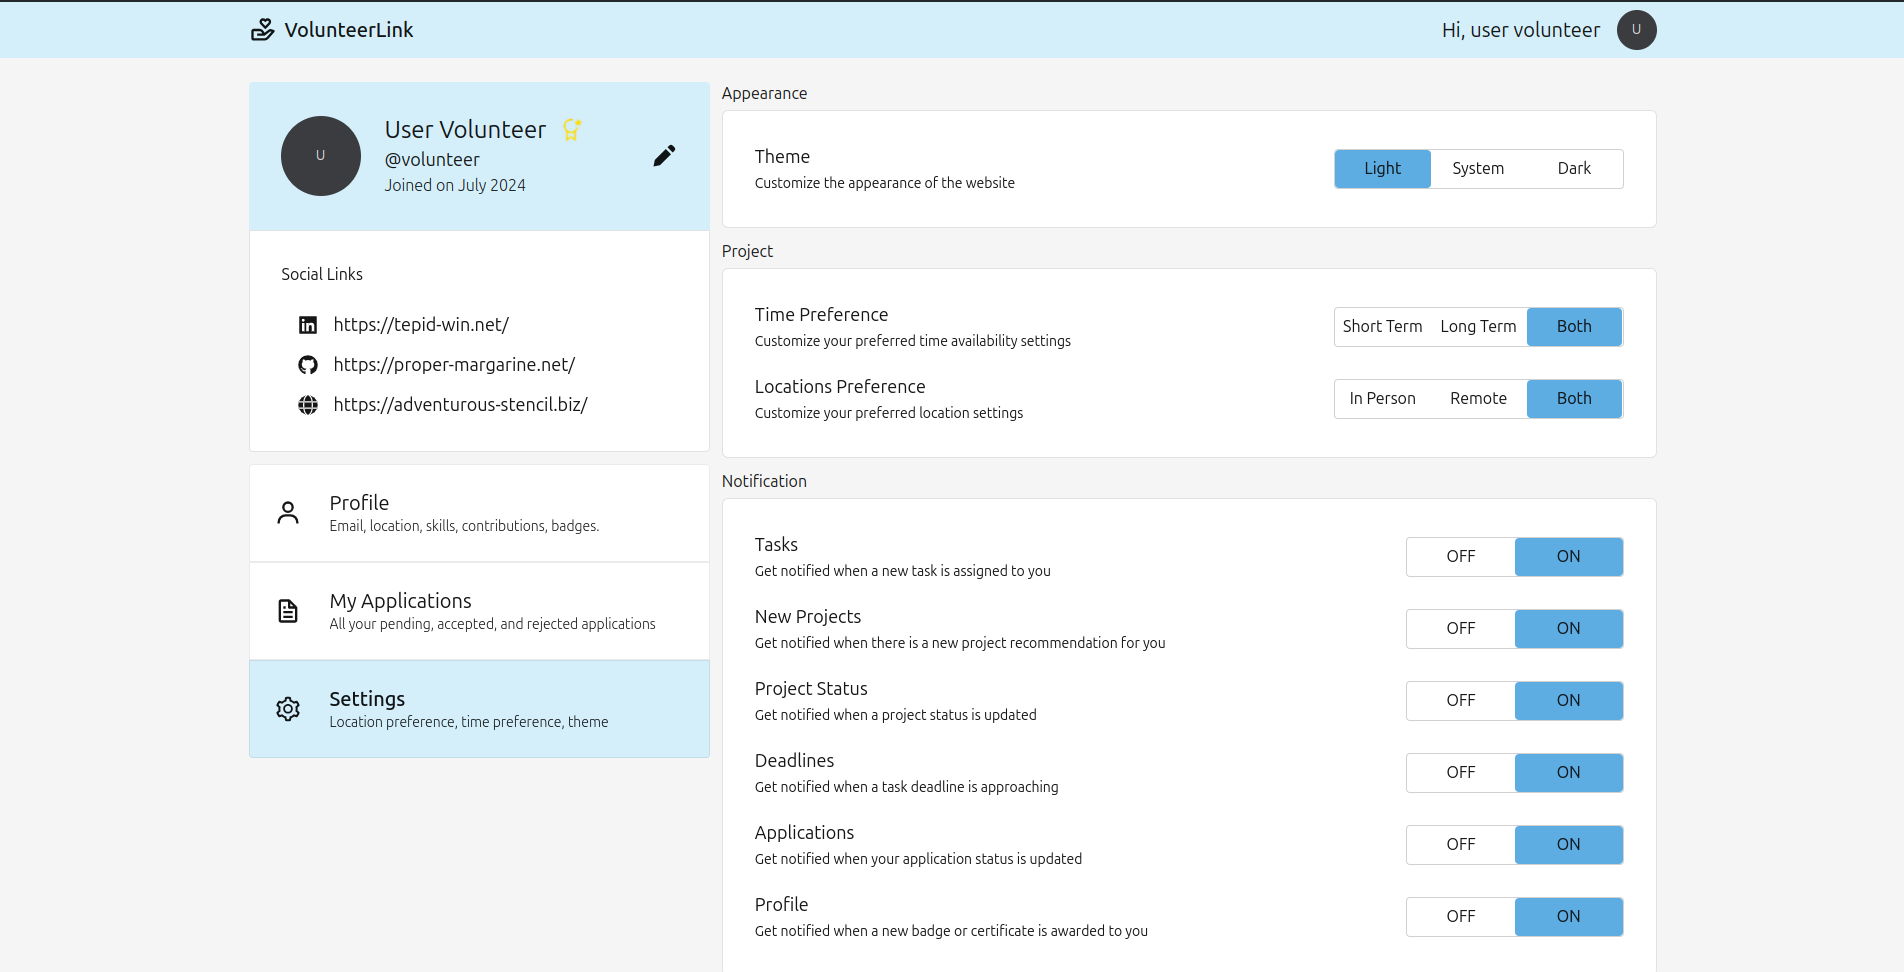 VolunteerLink
Hi, user volunteer
U
U
User Volunteer
@volunteer
Joined on July 2024
Social Links
https://tepid-win.net/
https://proper-margarine.net/
https://adventurous-stencil.biz/
Profile
Email, location, skills, contributions, badges.
My Applications
All your pending, accepted, and rejected applications
Settings
Location preference, time preference, theme
Appearance
Theme
Customize the appearance of the website
Light System Dark
Project
Time Preference
Customize your preferred time availability settings
Short Term Long Term Both
Locations Preference
Customize your preferred location settings
In Person Remote Both
Notification
Tasks
Get notified when a new task is assigned to you
OFF ON
New Projects
Get notified when there is a new project recommendation for you
OFF ON
Project Status
Get notified when a project status is updated
OFF ON
Deadlines
Get notified when a task deadline is approaching
OFF ON
Applications
Get notified when your application status is updated
OFF ON
Profile
Get notified when a new badge or certificate is awarded to you
OFF ON